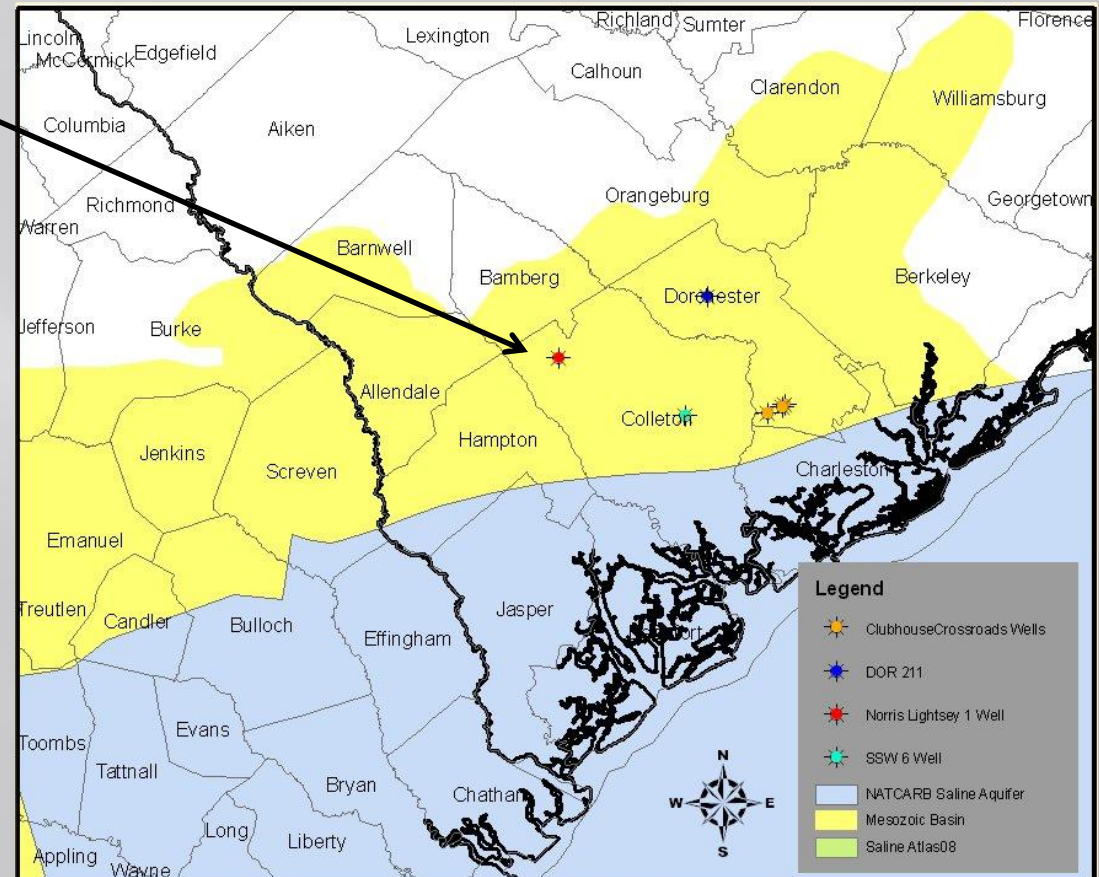 Richland
Sumter
Florence
Lincoln
McCormick
Edgefield
Lexington
Calhoun
Clarendon
Williamsburg
Columbia
Aiken
Orangeburg
Georgetown
Richmond
Warren
Barnwell
Bamberg
Berkeley
Dorchester
Jefferson
Burke
Allendale
Colleton
Hampton
Jenkins
Screven
Charleston
Emanuel
Treutlen
Candler
Bulloch
Effingham
Jasper
Evans
Toombs
Tattnall
Bryan
Chatham
Long
Liberty
Appling
Wayne
N
W
E
S
Legend
ClubhouseCrossroads Wells
DOR 211
Norris Lightsey 1 Well
SSW 6 Well
NATCARB Saline Aquifer
Mesozoic Basin
Saline Atlas08